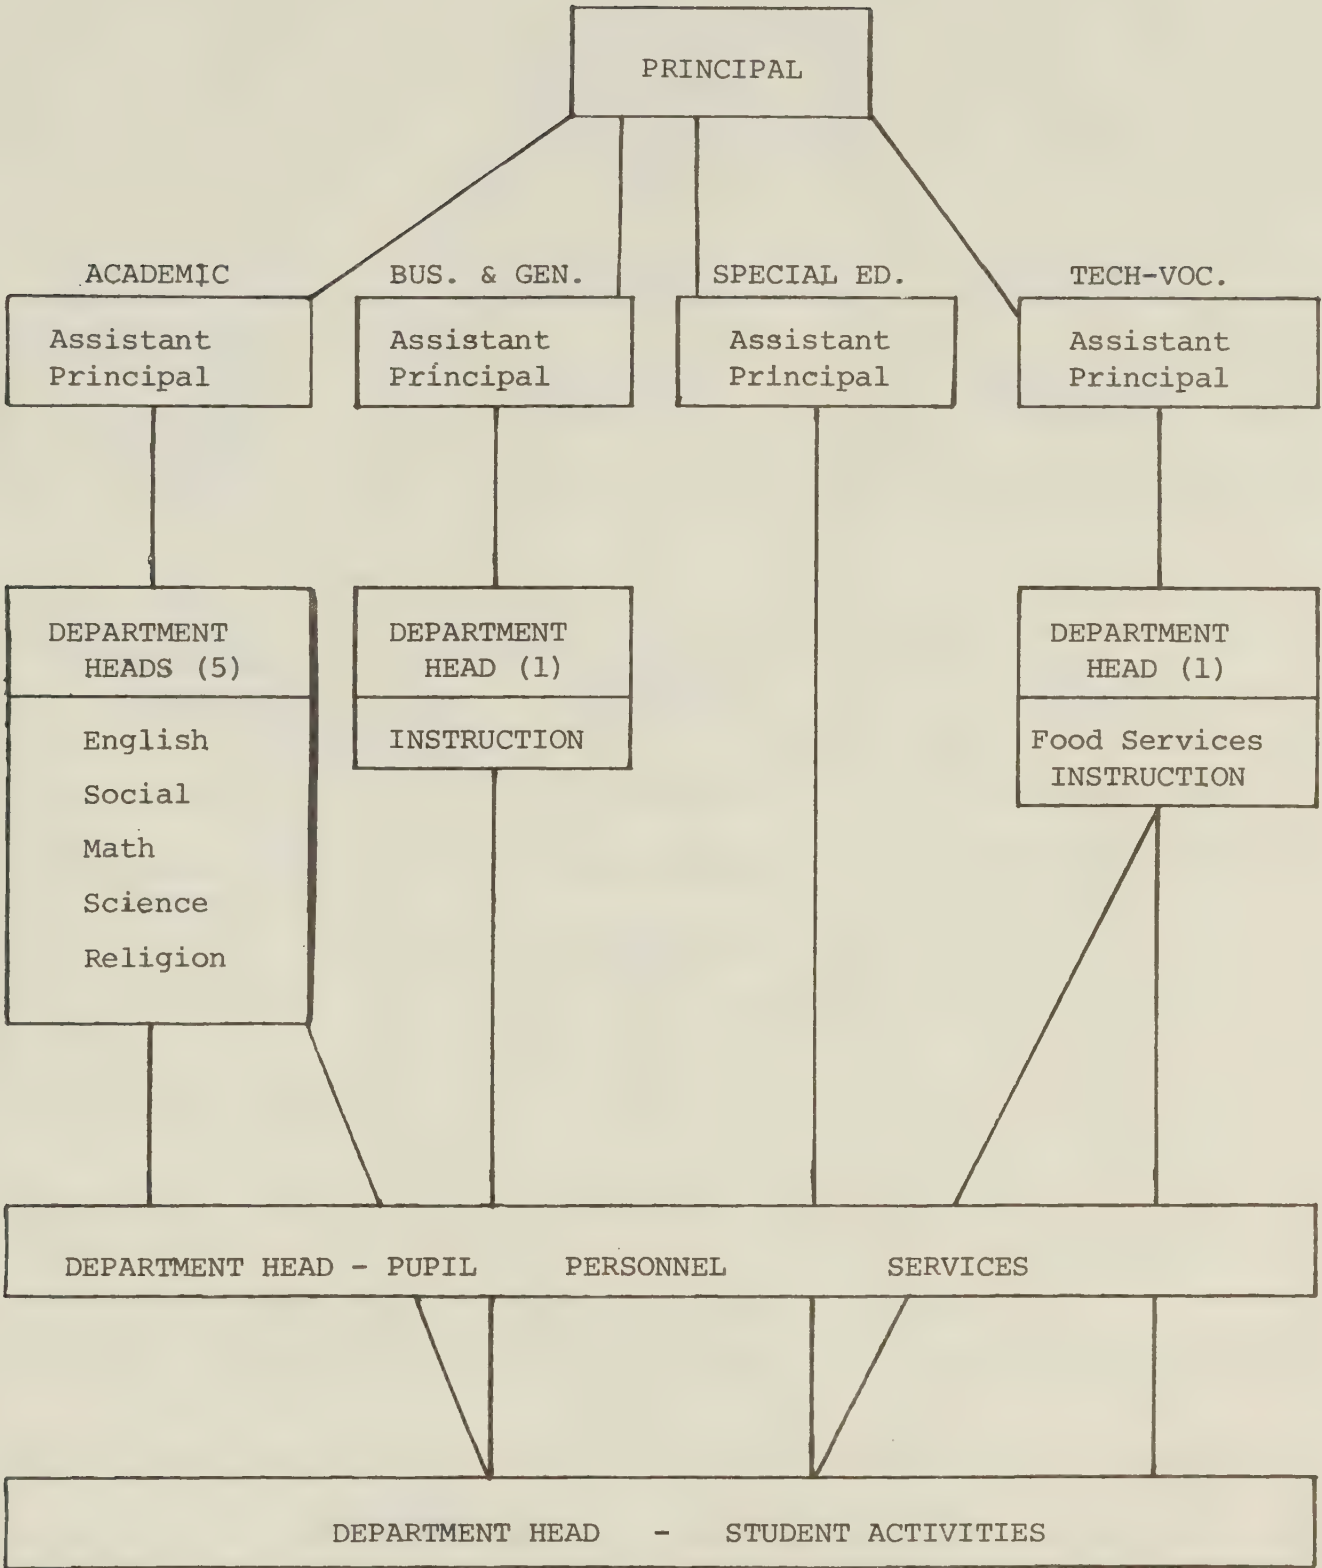 PRINCIPAL
ACADEMIC
BUS. & GEN.
SPECIAL ED.
TECH-VOC.
Assistant
Principal
Assistant
Principal
Assistant
Principal
Assistant
Principal
DEPARTMENT
HEADS (5)
English
Social
Math
Science
Religion
DEPARTMENT
HEAD (1)
INSTRUCTION
DEPARTMENT
HEAD (1)
Food Services
INSTRUCTION
DEPARTMENT HEAD - PUPIL PERSONNEL SERVICES
DEPARTMENT HEAD - STUDENT ACTIVITIES